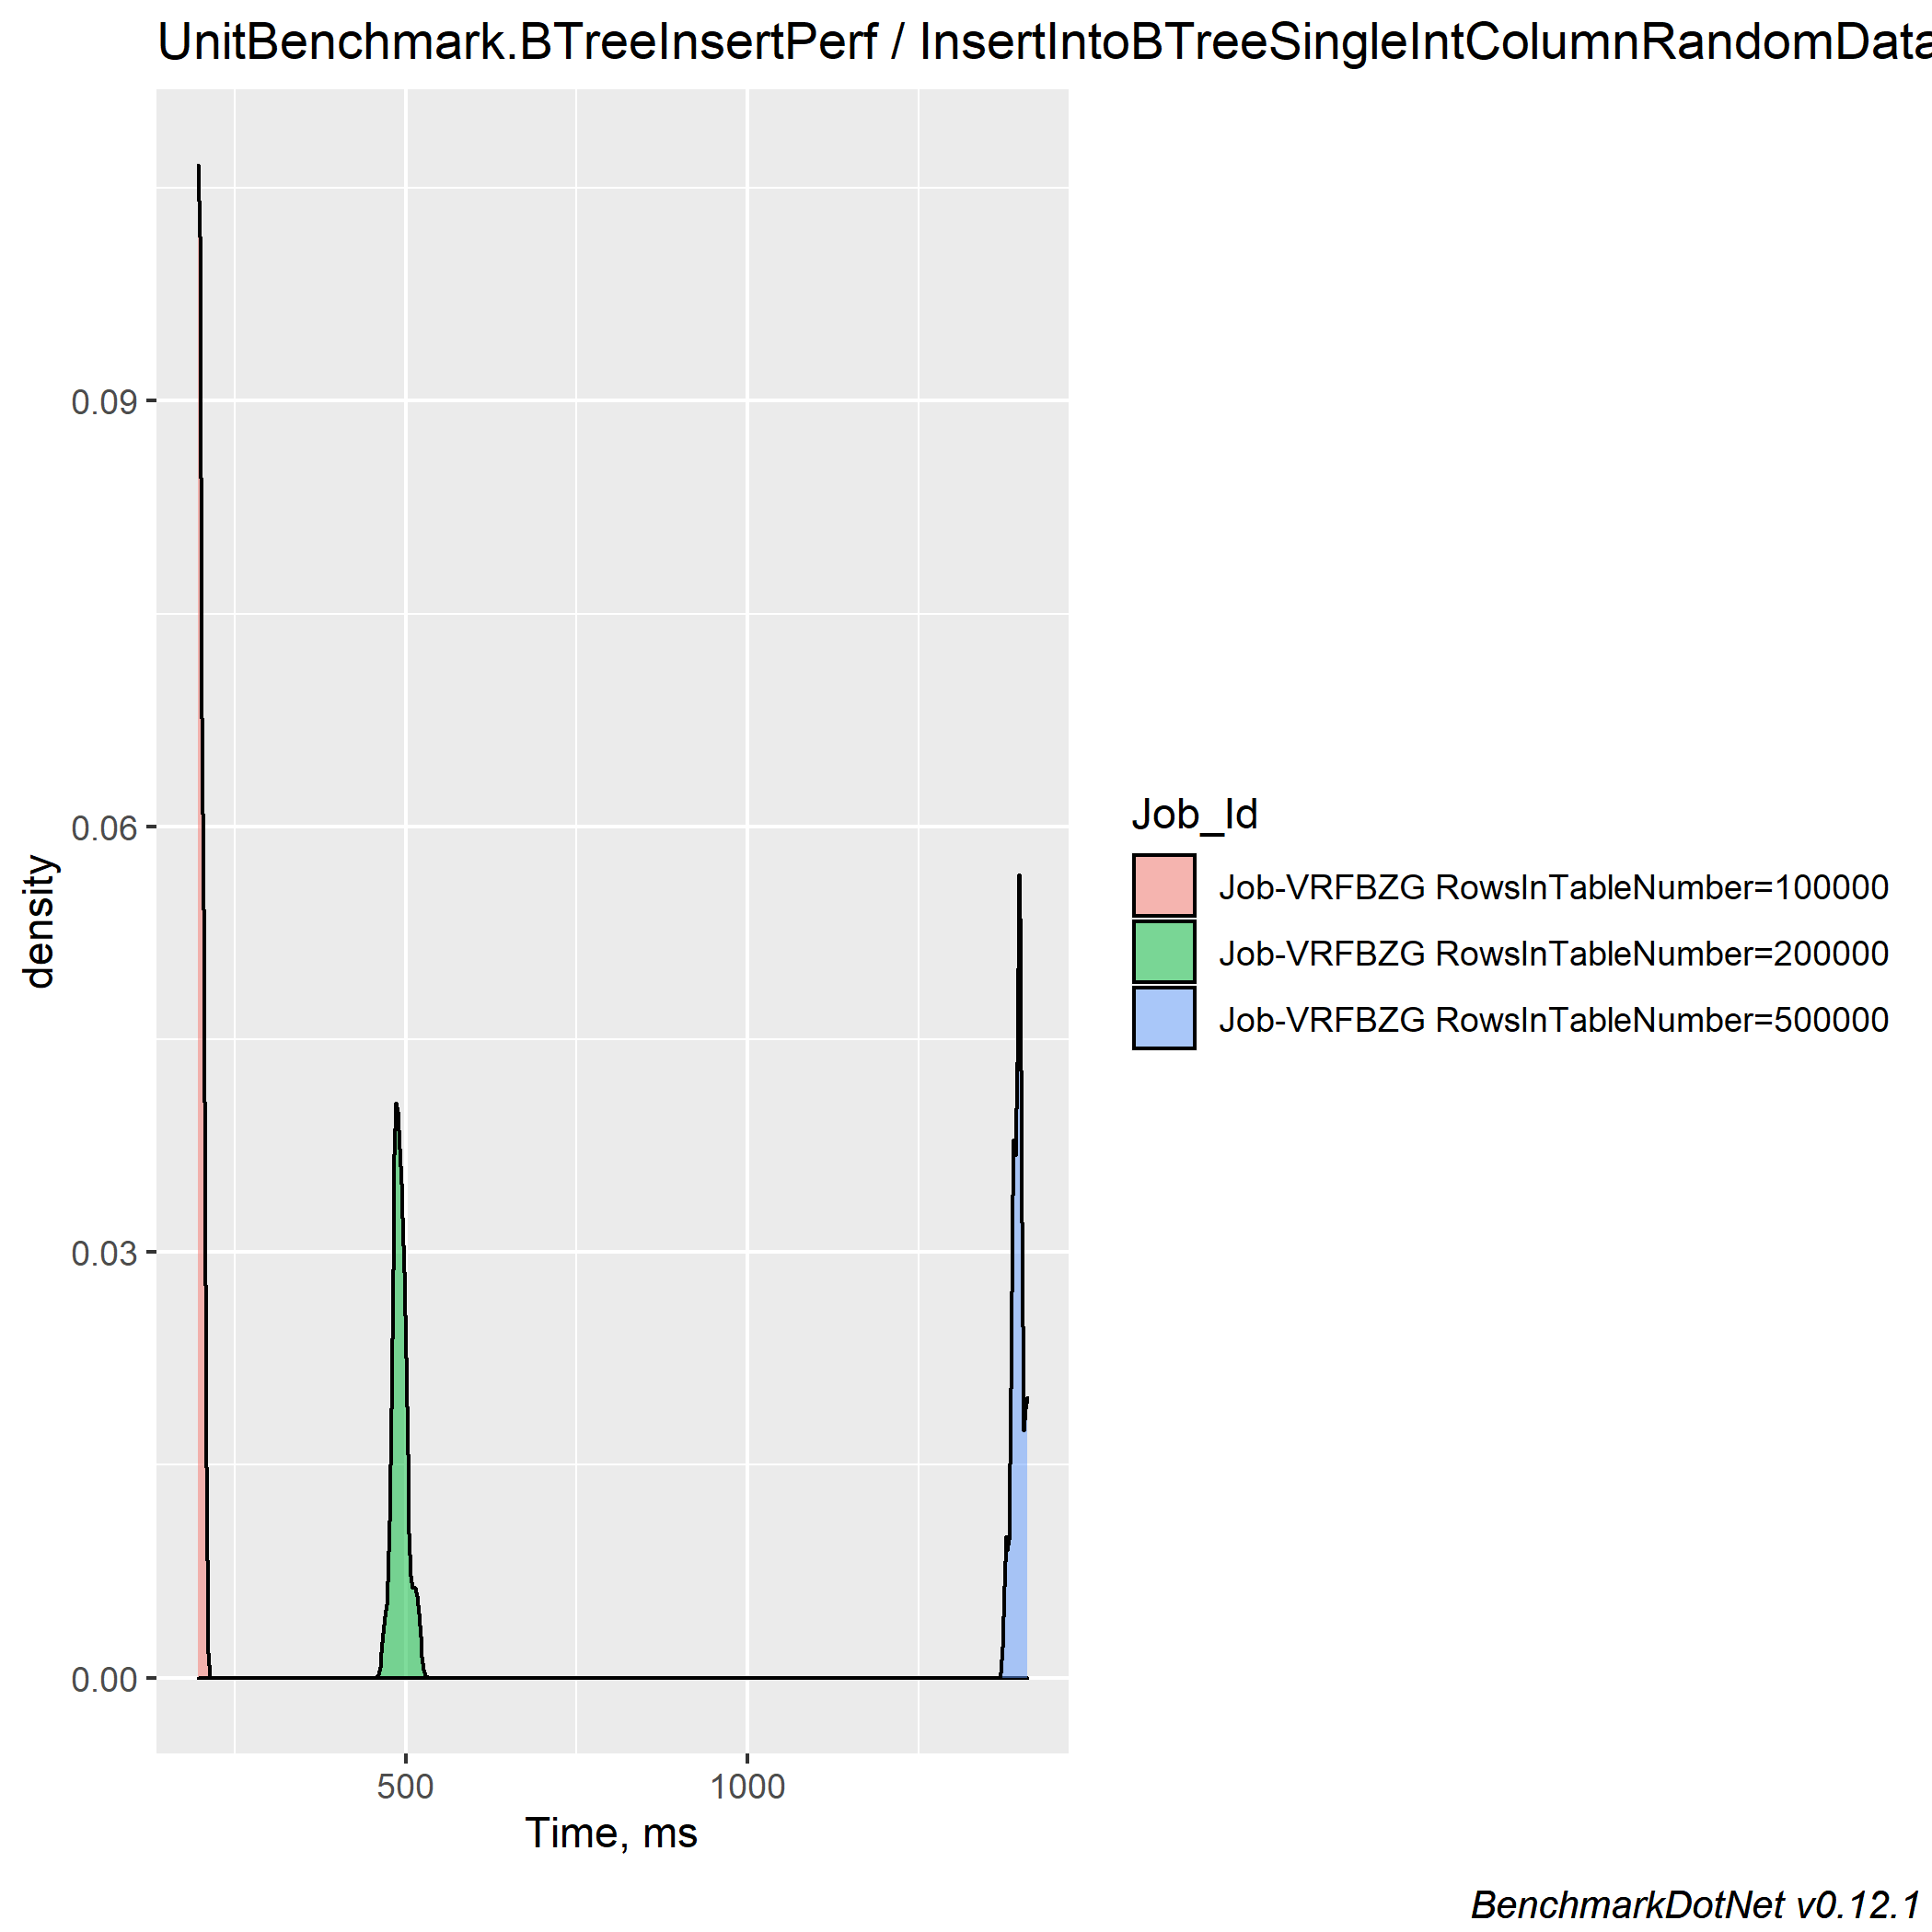 UnitBenchmark.BTreeInsertPerf / InsertIntoBTreeSingleIntColumnRandomData
0.09
0.06
0.03
0.00
density
500 1000
Time, ms
Job_Id
Job-VRFBZG RowsInTableNumber=100000
Job-VRFBZG RowsInTableNumber=200000
Job-VRFBZG RowsInTableNumber=500000
BenchmarkDotNet v0.12.1